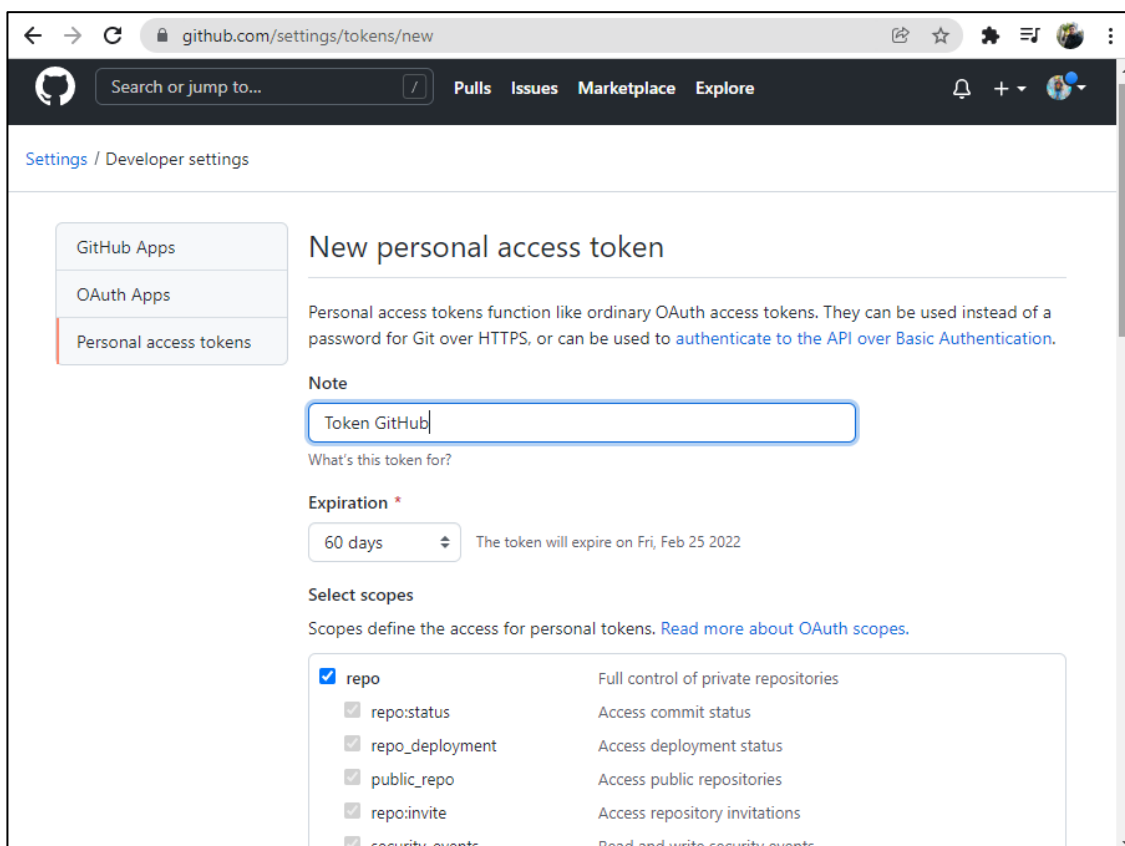 github.com/settings/tokens/new
Search or jump to... /
Pulls Issues Marketplace Explore
Settings / Developer settings
GitHub Apps
OAuth Apps
Personal access tokens
New personal access token
Personal access tokens function like ordinary OAuth access tokens. They can be used instead of a
password for Git over HTTPS, or can be used to authenticate to the API over Basic Authentication.
Note
Token GitHub
What's this token for?
Expiration *
60 days The token will expire on Fri, Feb 25 2022
Select scopes
Scopes define the access for personal tokens. Read more about OAuth scopes.
repo Full control of private repositories
repo:status Access commit status
repo_deployment Access deployment status
public_repo Access public repositories
repo:invite Access repository invitations
security_events Read and write security events